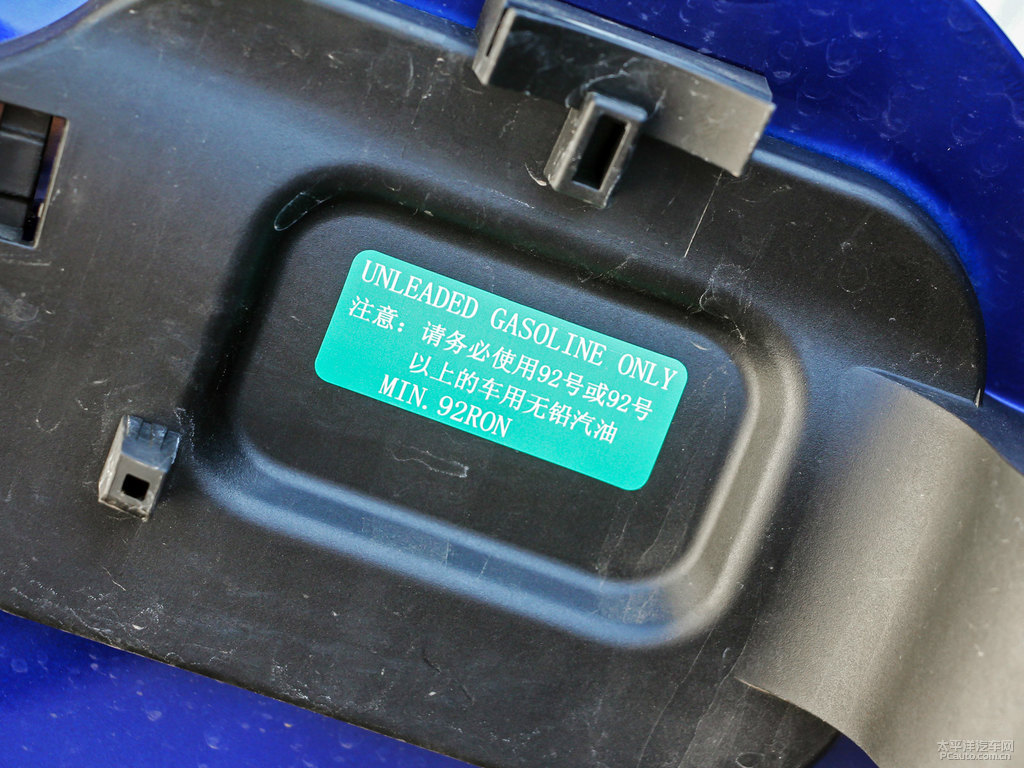 UNLEADED GASOLINE ONLY
注意：请务必使用92号或92号
以上的车用无铅汽油
MIN.92RON
太平洋汽车网
PCauto.com.cn